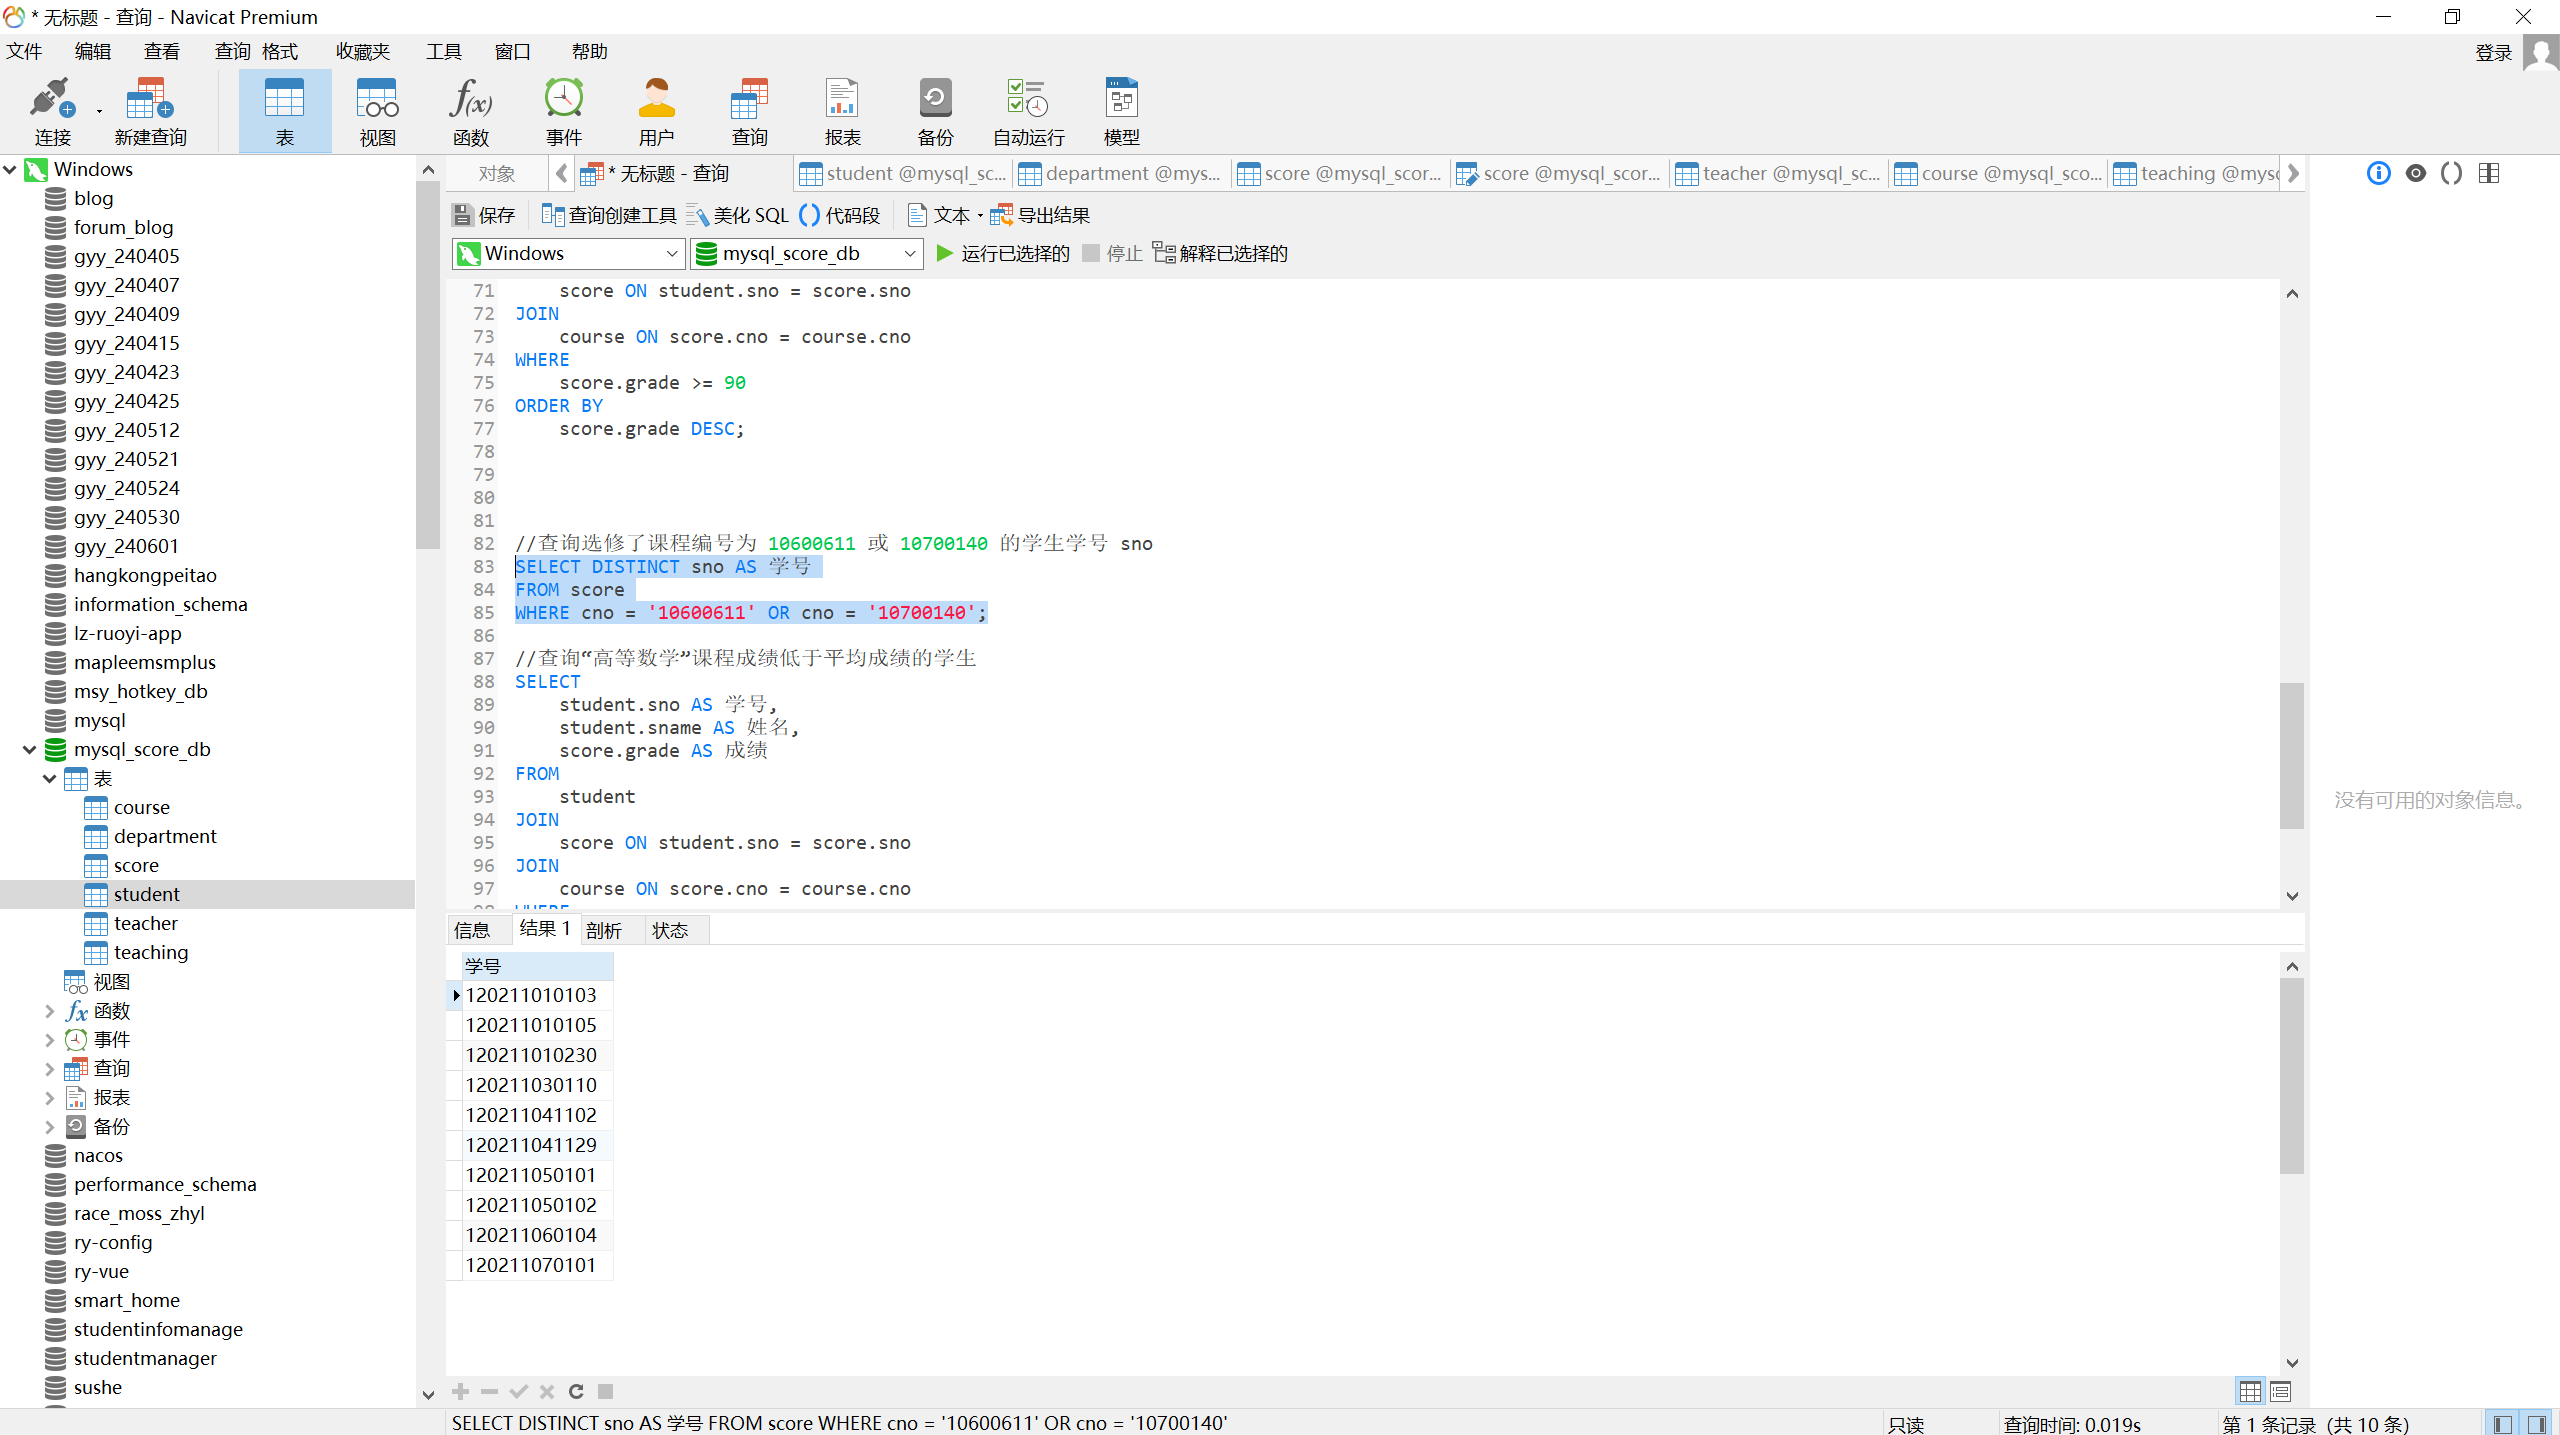 * 无标题 - 查询 - Navicat Premium
文件 编辑 查看 查询 格式 收藏夹 工具 窗口 帮助 登录
连接 新建查询 表 视图 函数 事件 用户 查询 报表 备份 自动运行 模型
Windows
blog
forum_blog
gyy_240405
gyy_240407
gyy_240409
gyy_240415
gyy_240423
gyy_240425
gyy_240512
gyy_240521
gyy_240524
gyy_240530
gyy_240601
hangkongpeitao
information_schema
lz-ruoyi-app
mapleemsmplus
msy_hotkey_db
mysql
mysql_score_db
表
course
department
score
student
teacher
teaching
视图
函数
事件
查询
报表
备份
nacos
performance_schema
race_moss_zhyl
ry-config
ry-vue
smart_home
studentinfomanage
studentmanager
sushe
对象 * 无标题 - 查询 student @mysql_sc... department @mys... score @mysql_scor... score @mysql_scor... teacher @mysql_sc... course @mysql_sco... teaching @mysc
保存 查询创建工具 美化 SQL 代码段 文本 导出结果
Windows mysql_score_db 运行已选择的 停止 解释已选择的
71 score ON student.sno = score.sno
72 JOIN
73 course ON score.cno = course.cno
74 WHERE
75 score.grade >= 90
76 ORDER BY
77 score.grade DESC;
78
79
80
81
82 //查询选修了课程编号为 10600611 或 10700140 的学生学号 sno
83 SELECT DISTINCT sno AS 学号
84 FROM score
85 WHERE cno = '10600611' OR cno = '10700140';
86
87 //查询“高等数学”课程成绩低于平均成绩的学生
88 SELECT
89 student.sno AS 学号,
90 student.sname AS 姓名,
91 score.grade AS 成绩
92 FROM
93 student
94 JOIN
95 score ON student.sno = score.sno
96 JOIN
97 course ON score.cno = course.cno
98 WHERE
信息 结果 1 剖析 状态
学号
120211010103
120211010105
120211010230
120211030110
120211041102
120211041129
120211050101
120211050102
120211060104
120211070101
没有可用的对象信息。
SELECT DISTINCT sno AS 学号 FROM score WHERE cno = '10600611' OR cno = '10700140' 只读 查询时间: 0.019s 第 1 条记录 (共 10 条)